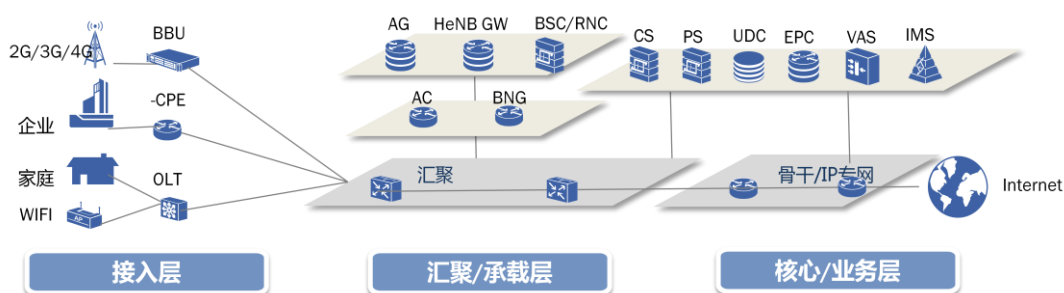 2G/3G/4G
BBU
企业
-CPE
家庭
OLT
WIFI
AP
AG
HeNB GW
BSC/RNC
AC
BNG
汇聚
CS
PS
UDC
EPC
VAS
IMS
骨干/IP专网
Internet
接入层
汇聚/承载层
核心/业务层